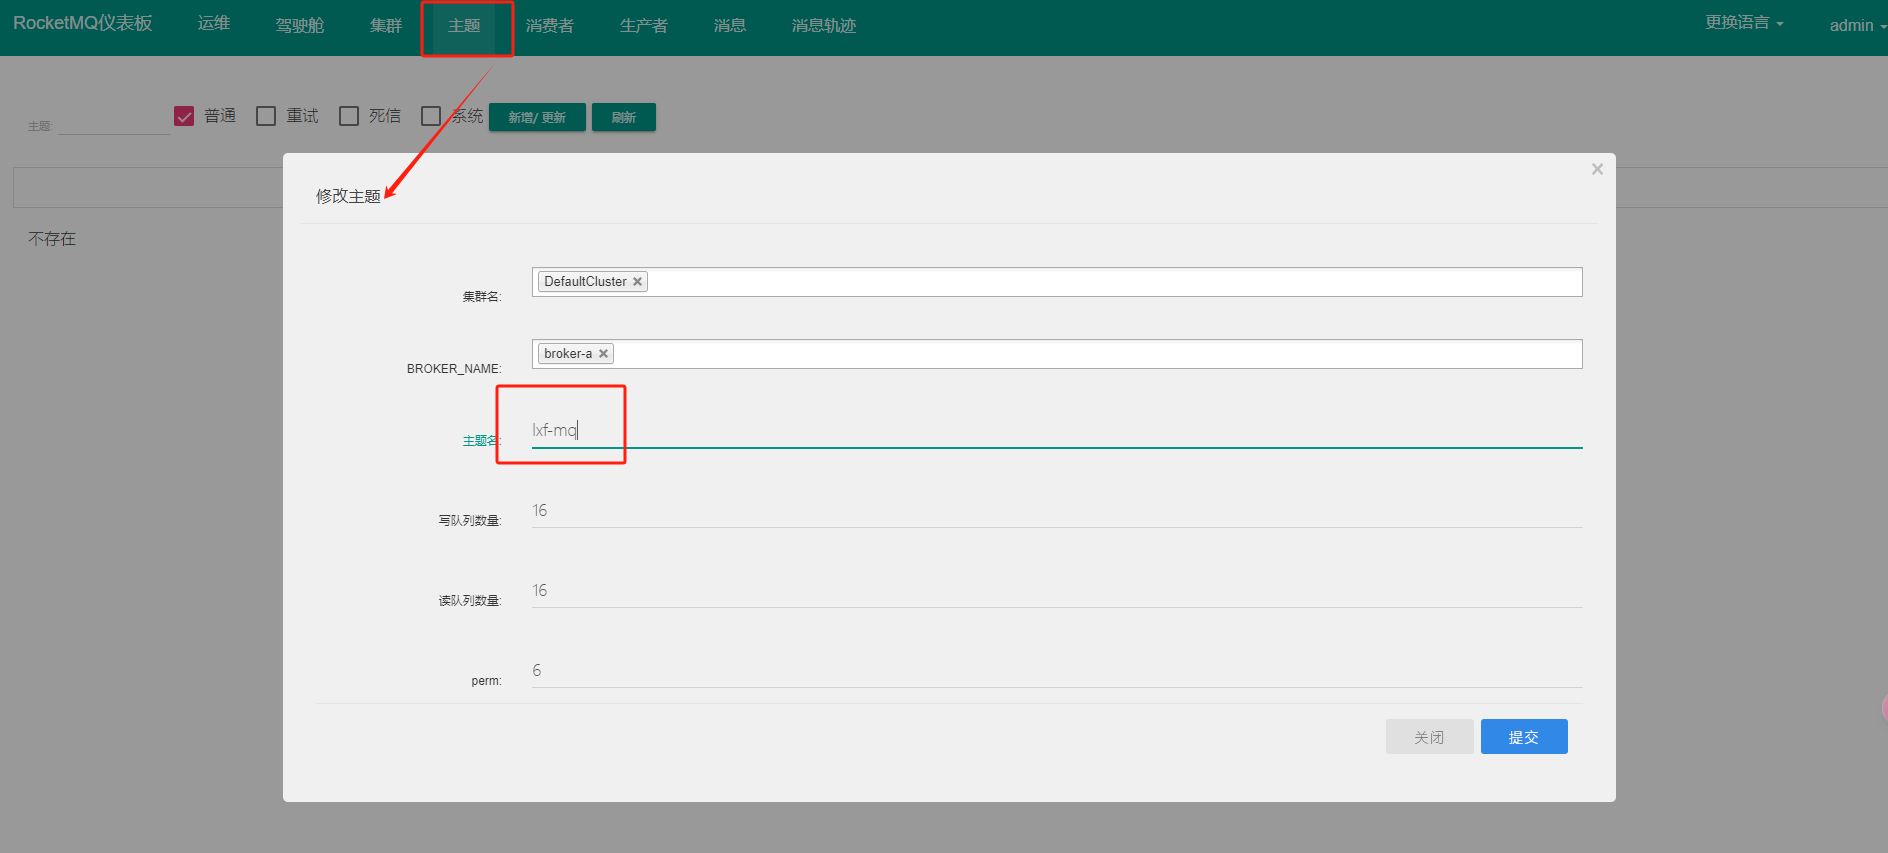 RocketMQ仪表板 运维 驾驶舱 集群 主题 消费者 生产者 消息 消息轨迹 更换语言 admin
主题: 普通 重试 死信 系统 新增/ 更新 刷新
×
修改主题
不存在
集群名: DefaultCluster ×
BROKER_NAME: broker-a ×
主题名: lxf-mq
写队列数量: 16
读队列数量: 16
perm: 6
关闭 提交